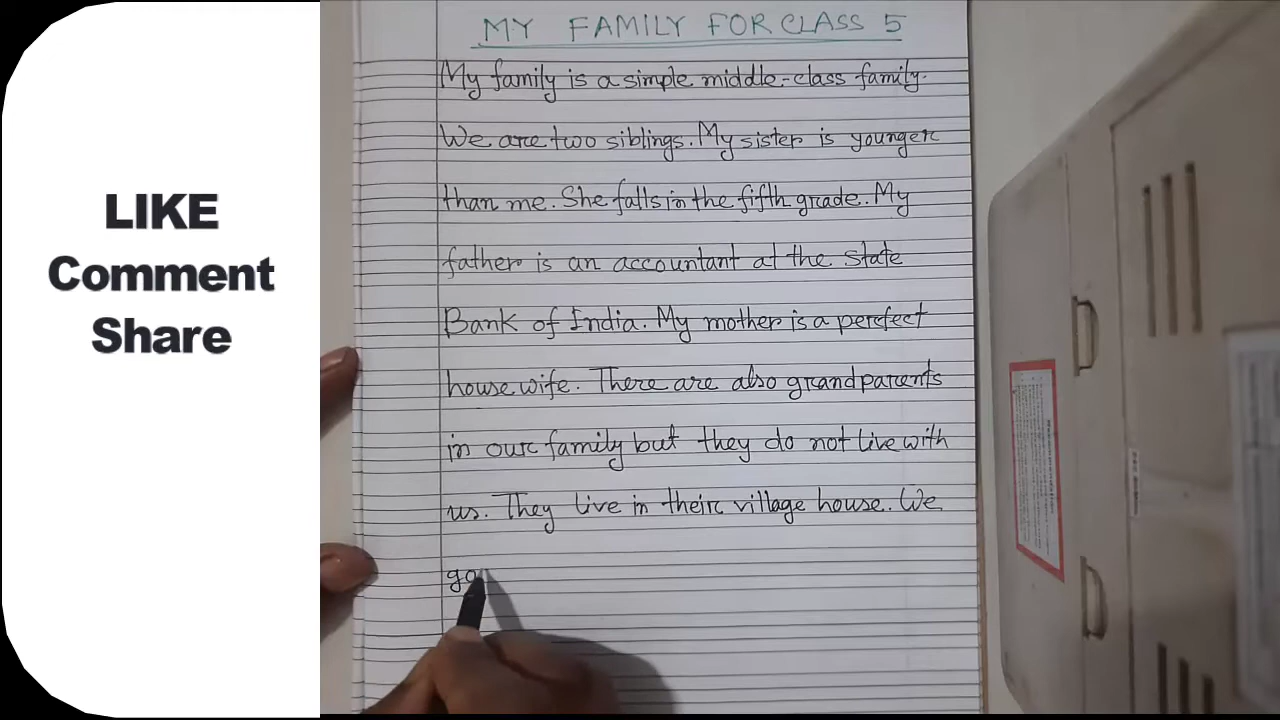 LIKE
Comment
Share
MY FAMILY FOR CLASS 5
My family is a simple middle-class family.
We are two siblings. My sister is younger
than me. She falls in the fifth grade. My
father is an accountant at the state
Bank of India. My mother is a perfect
housewife. There are also grandparents
in our family but they do not live with
us. They live in their village house. We
go